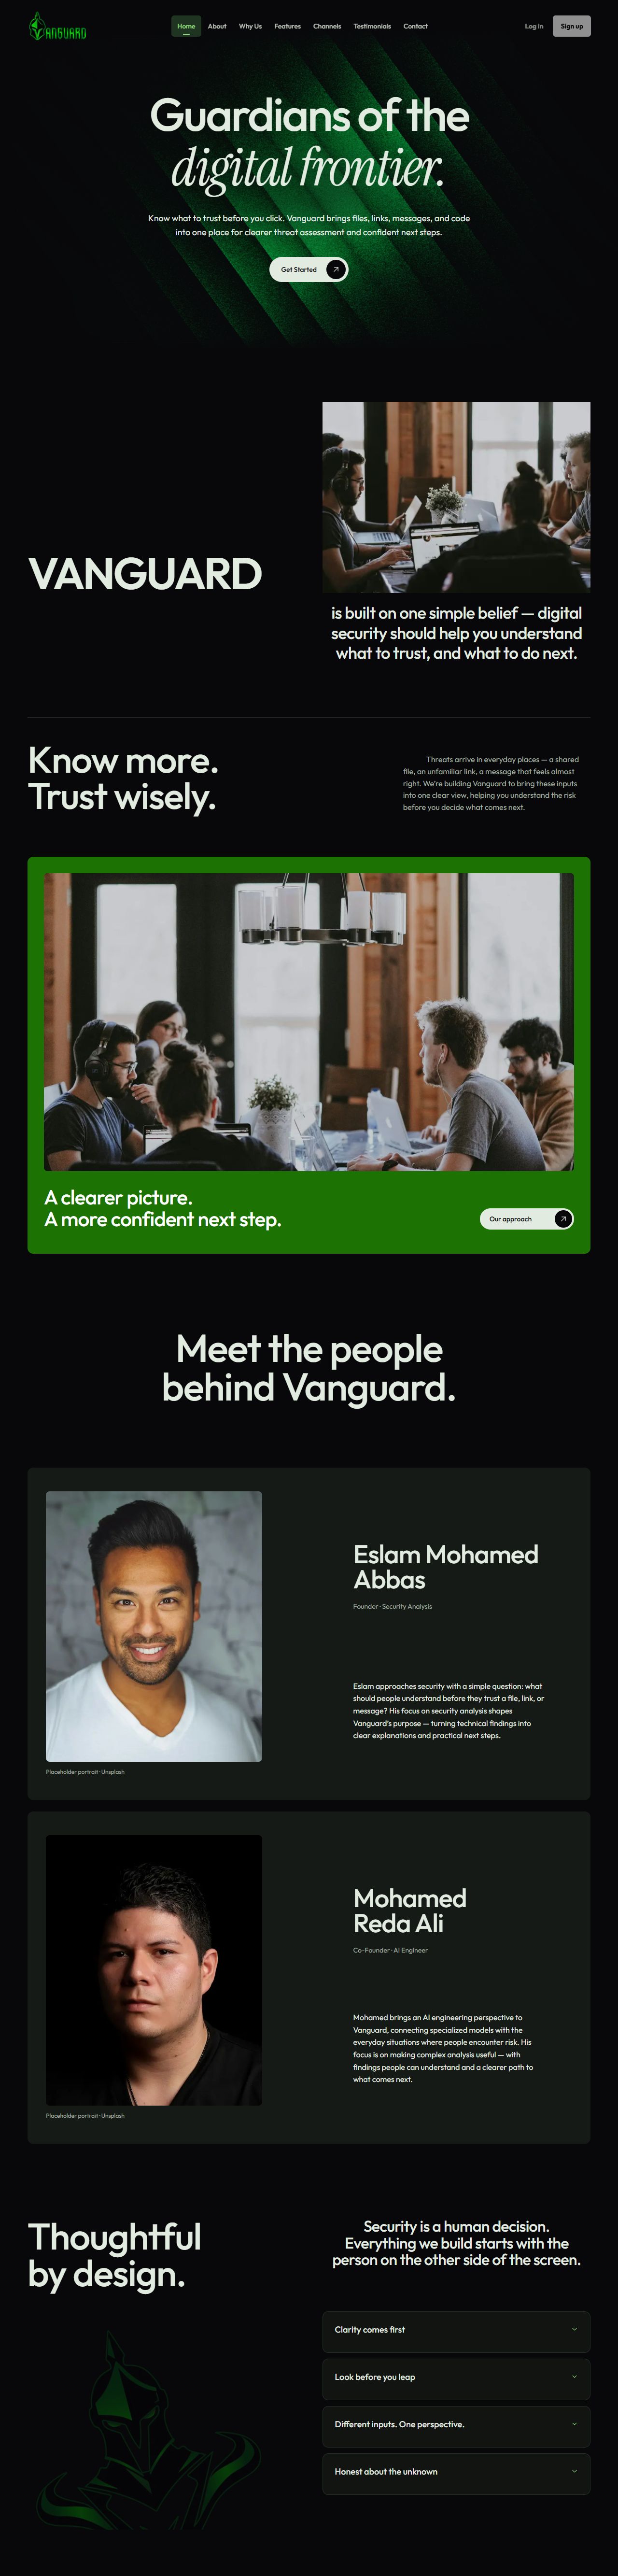 VANGUARD
Home
About
Why Us
Features
Channels
Testimonials
Contact
Log in
Sign up
Guardians of the
digital frontier.
Know what to trust before you click. Vanguard brings files, links, messages, and code
into one place for clearer threat assessment and confident next steps.
Get Started
VANGUARD
is built on one simple belief — digital
security should help you understand
what to trust, and what to do next.
Know more.
Trust wisely.
Threats arrive in everyday places — a shared
file, an unfamiliar link, a message that feels almost
right. We're building Vanguard to bring these inputs
into one clear view, helping you understand the risk
before you decide what comes next.
A clearer picture.
A more confident next step.
Our approach
Meet the people
behind Vanguard.
Eslam Mohamed
Abbas
Founder · Security Analysis
Eslam approaches security with a simple question: what
should people understand before they trust a file, link, or
message? His focus on security analysis shapes
Vanguard's purpose — turning technical findings into
clear explanations and practical next steps.
Placeholder portrait · Unsplash
Mohamed
Reda Ali
Co-Founder · AI Engineer
Mohamed brings an AI engineering perspective to
Vanguard, connecting specialized models with the
everyday situations where people encounter risk. His
focus is on making complex analysis useful — with
findings people can understand and a clearer path to
what comes next.
Placeholder portrait · Unsplash
Thoughtful
by design.
Security is a human decision.
Everything we build starts with the
person on the other side of the screen.
Clarity comes first
Look before you leap
Different inputs. One perspective.
Honest about the unknown